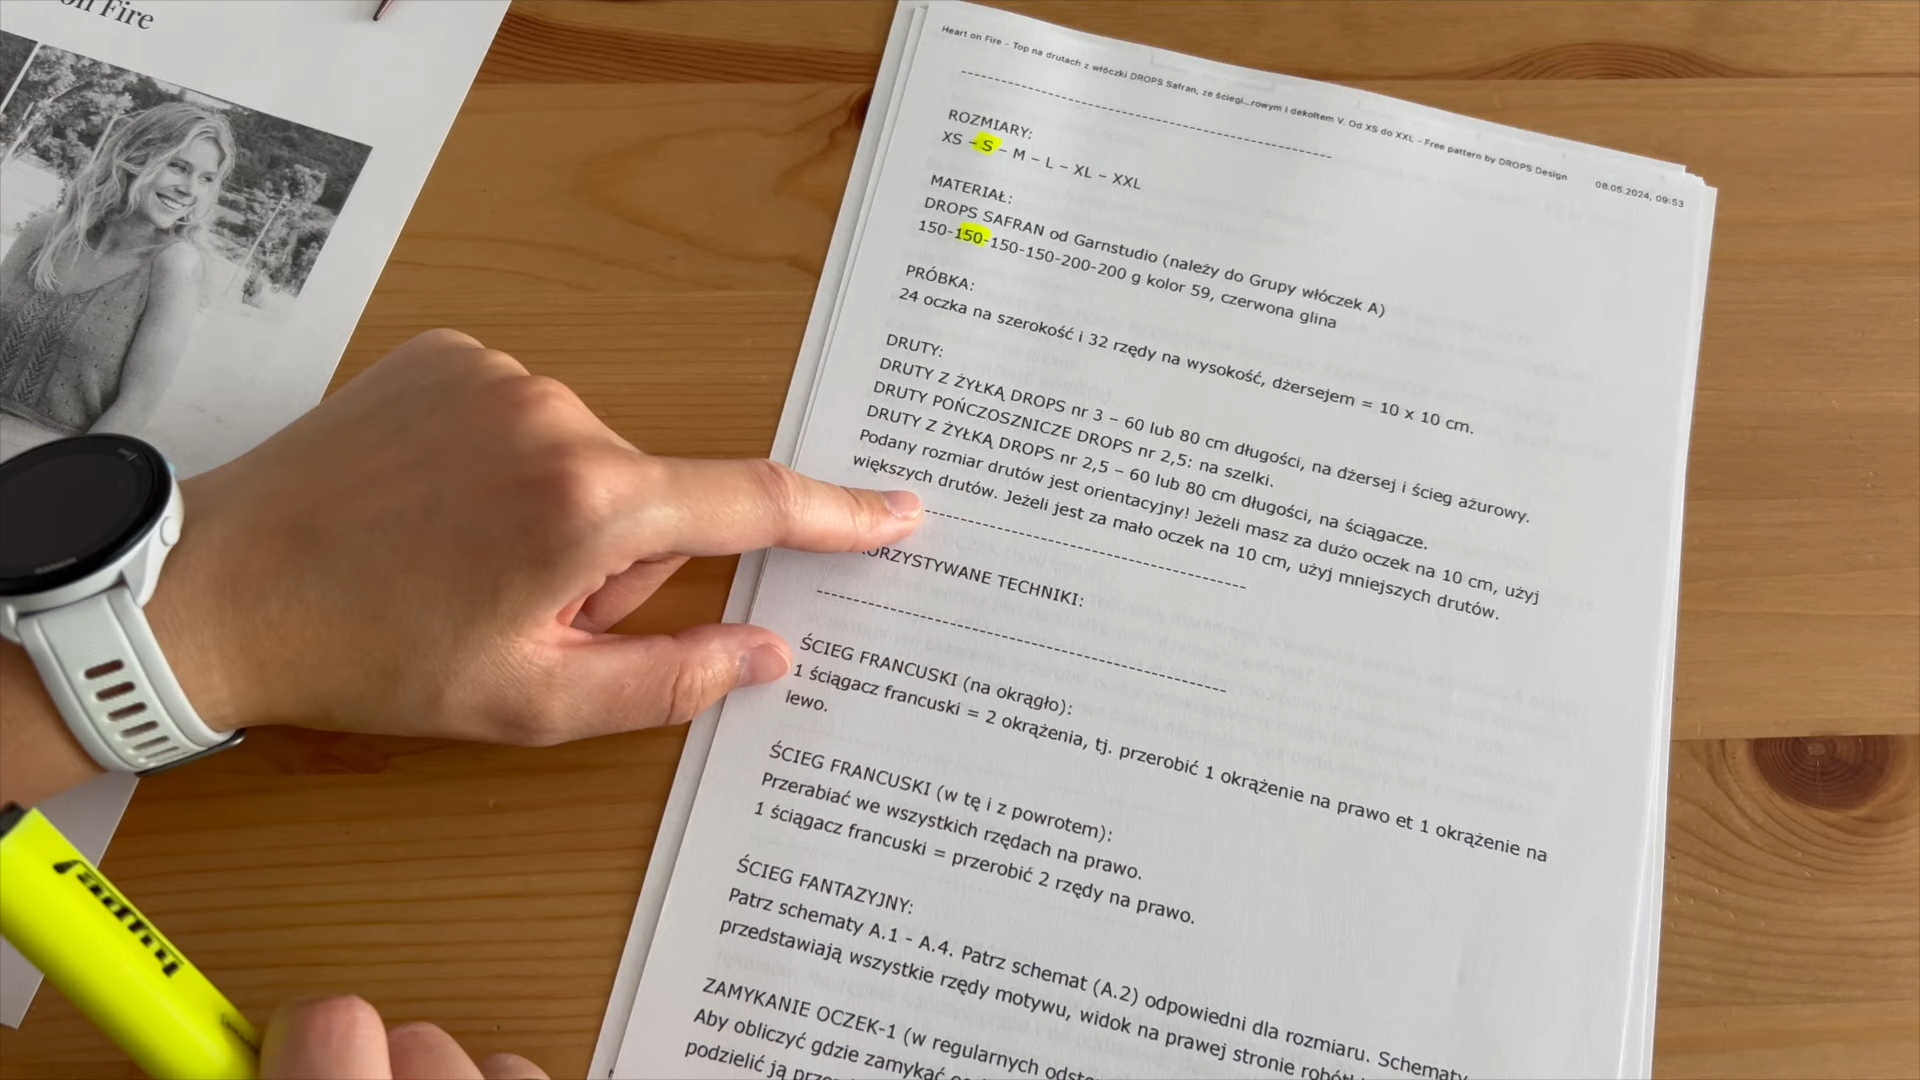 on Fire
Heart on Fire - Top na drutach z włóczki DROPS Safran, ze ściegi...rowym i dekoltem V. Od XS do XXL - Free pattern by DROPS Design
08.05.2024, 09:53
ROZMIARY:
XS – S – M – L – XL – XXL
MATERIAŁ:
DROPS SAFRAN od Garnstudio (należy do Grupy włóczek A)
150-150-150-150-200-200 g kolor 59, czerwona glina
PRÓBKA:
24 oczka na szerokość i 32 rzędy na wysokość, dżersejem = 10 x 10 cm.
DRUTY:
DRUTY Z ŻYŁKĄ DROPS nr 3 – 60 lub 80 cm długości, na dżersej i ścieg ażurowy.
DRUTY POŃCZOSZNICZE DROPS nr 2,5: na szelki.
DRUTY Z ŻYŁKĄ DROPS nr 2,5 – 60 lub 80 cm długości, na ściągacze.
Podany rozmiar drutów jest orientacyjny! Jeżeli masz za dużo oczek na 10 cm, użyj
większych drutów. Jeżeli jest za mało oczek na 10 cm, użyj mniejszych drutów.
KORZYSTYWANE TECHNIKI:
ŚCIEG FRANCUSKI (na okrągło):
1 ściągacz francuski = 2 okrążenia, tj. przerobić 1 okrążenie na prawo et 1 okrążenie na
lewo.
ŚCIEG FRANCUSKI (w tę i z powrotem):
Przerabiać we wszystkich rzędach na prawo.
1 ściągacz francuski = przerobić 2 rzędy na prawo.
ŚCIEG FANTAZYJNY:
Patrz schematy A.1 - A.4. Patrz schemat (A.2) odpowiedni dla rozmiaru. Schematy
przedstawiają wszystkie rzędy motywu, widok na prawej stronie robótki
ZAMYKANIE OCZEK-1 (w regularnych odstę
Aby obliczyć gdzie zamykać
podzielić ją